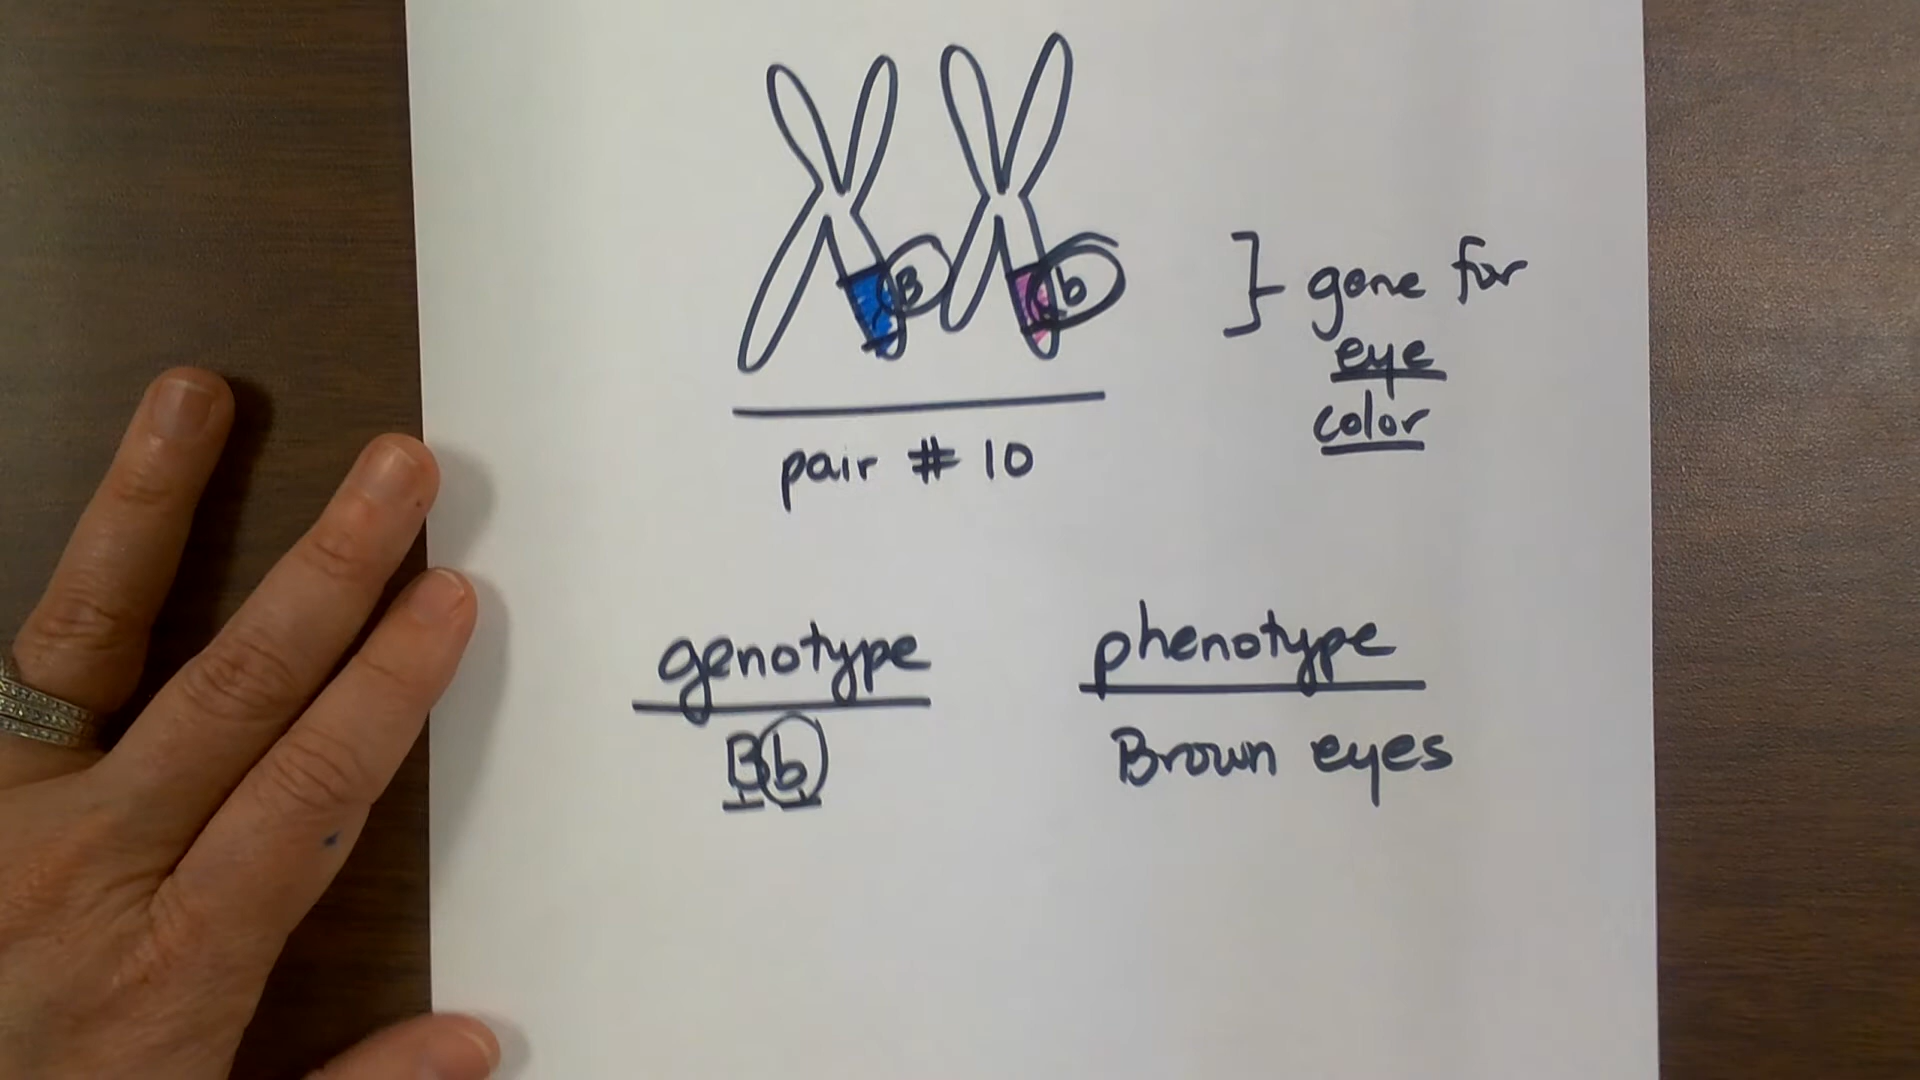 B b
gene for
eye
color
pair # 10
genotype
phenotype
Bb
Brown eyes